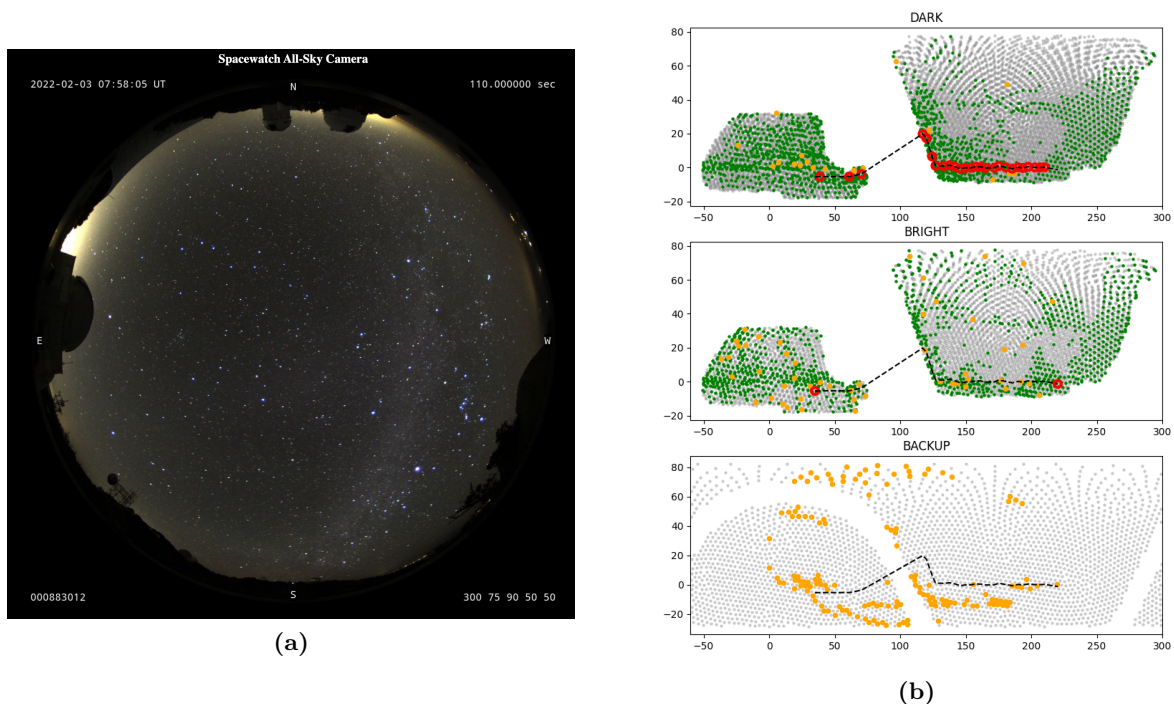 Spacewatch All-Sky Camera
2022-02-03 07:58:05 UT
110.000000 sec
N
E
W
S
000883012
300 75 90 50 50
(a)
DARK
80
60
40
20
0
−20
−50 0 50 100 150 200 250 300
BRIGHT
80
60
40
20
0
−20
−50 0 50 100 150 200 250 300
BACKUP
80
60
40
20
0
−20
−50 0 50 100 150 200 250 300
(b)